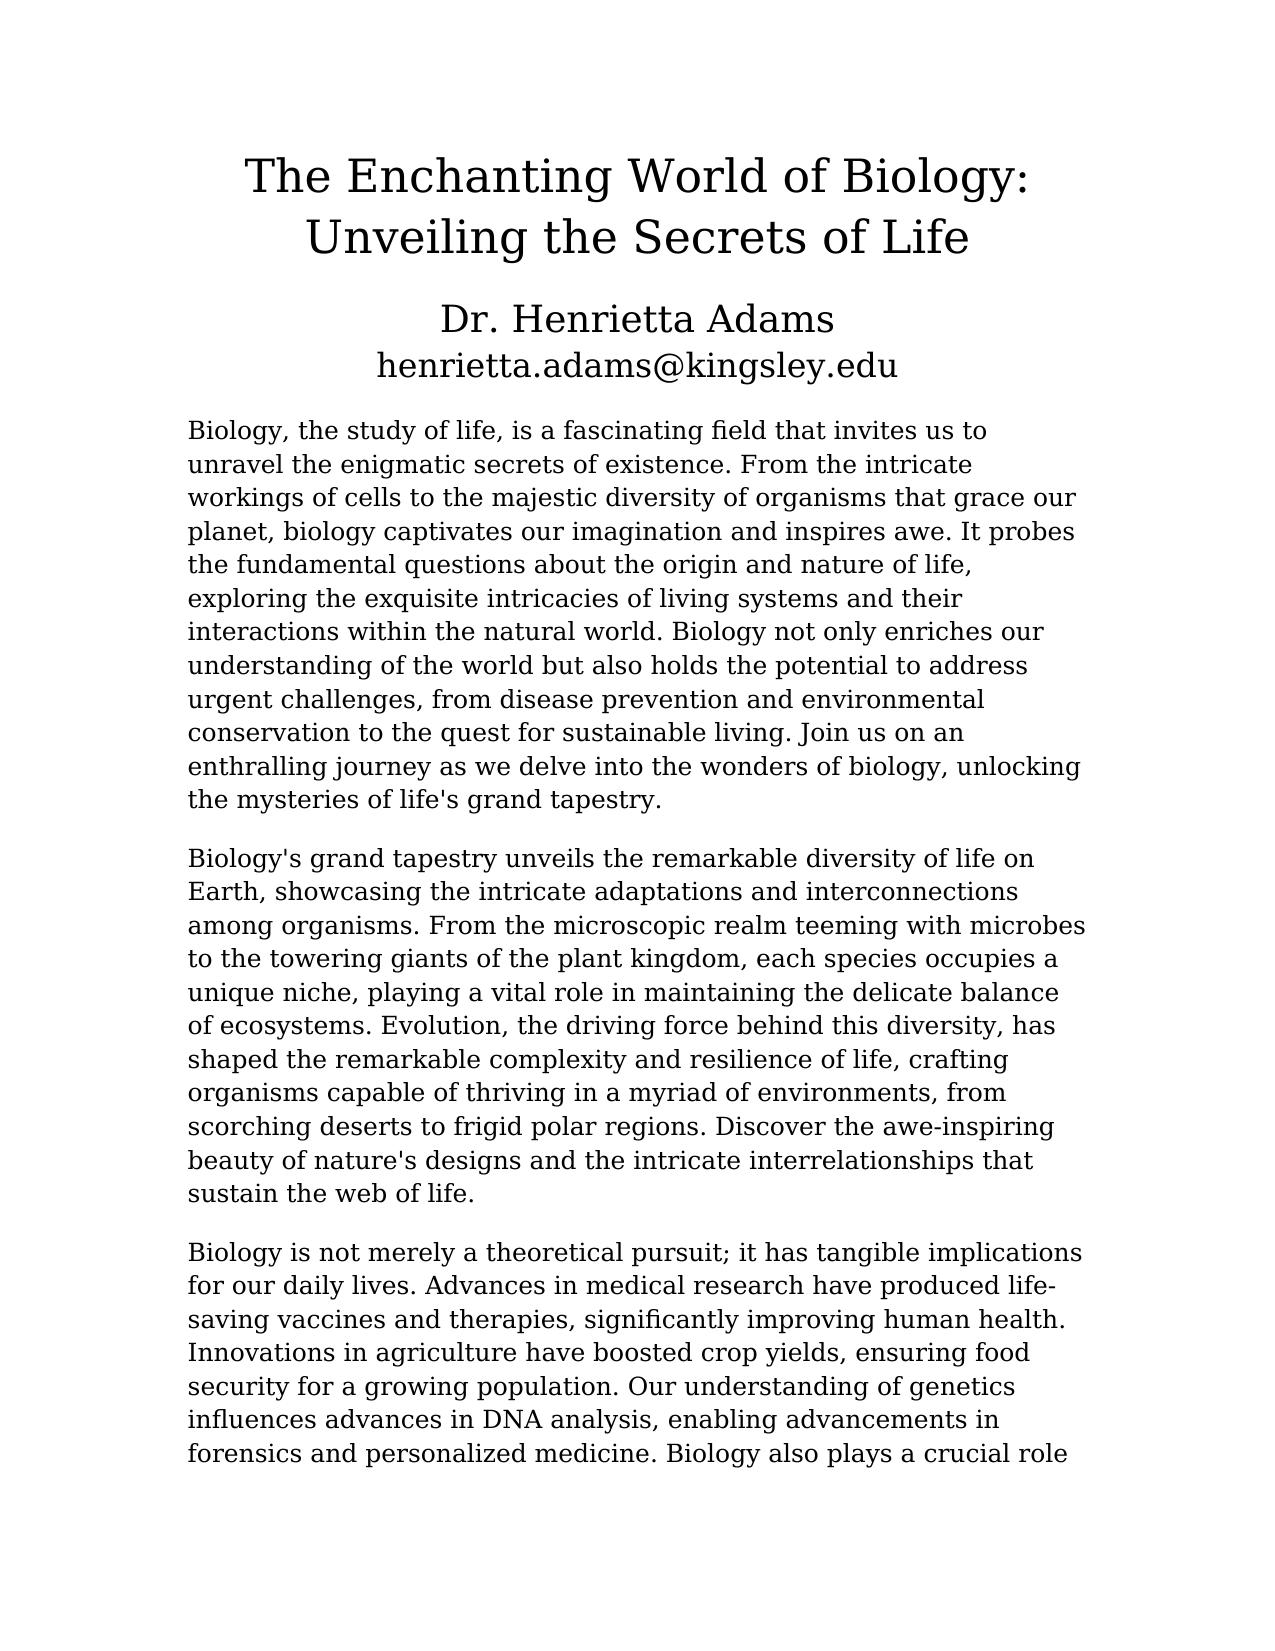 The Enchanting World of Biology:
Unveiling the Secrets of Life
Dr. Henrietta Adams
henrietta.adams@kingsley.edu
Biology, the study of life, is a fascinating field that invites us to
unravel the enigmatic secrets of existence. From the intricate
workings of cells to the majestic diversity of organisms that grace our
planet, biology captivates our imagination and inspires awe. It probes
the fundamental questions about the origin and nature of life,
exploring the exquisite intricacies of living systems and their
interactions within the natural world. Biology not only enriches our
understanding of the world but also holds the potential to address
urgent challenges, from disease prevention and environmental
conservation to the quest for sustainable living. Join us on an
enthralling journey as we delve into the wonders of biology, unlocking
the mysteries of life's grand tapestry.
Biology's grand tapestry unveils the remarkable diversity of life on
Earth, showcasing the intricate adaptations and interconnections
among organisms. From the microscopic realm teeming with microbes
to the towering giants of the plant kingdom, each species occupies a
unique niche, playing a vital role in maintaining the delicate balance
of ecosystems. Evolution, the driving force behind this diversity, has
shaped the remarkable complexity and resilience of life, crafting
organisms capable of thriving in a myriad of environments, from
scorching deserts to frigid polar regions. Discover the awe-inspiring
beauty of nature's designs and the intricate interrelationships that
sustain the web of life.
Biology is not merely a theoretical pursuit; it has tangible implications
for our daily lives. Advances in medical research have produced life-
saving vaccines and therapies, significantly improving human health.
Innovations in agriculture have boosted crop yields, ensuring food
security for a growing population. Our understanding of genetics
influences advances in DNA analysis, enabling advancements in
forensics and personalized medicine. Biology also plays a crucial role